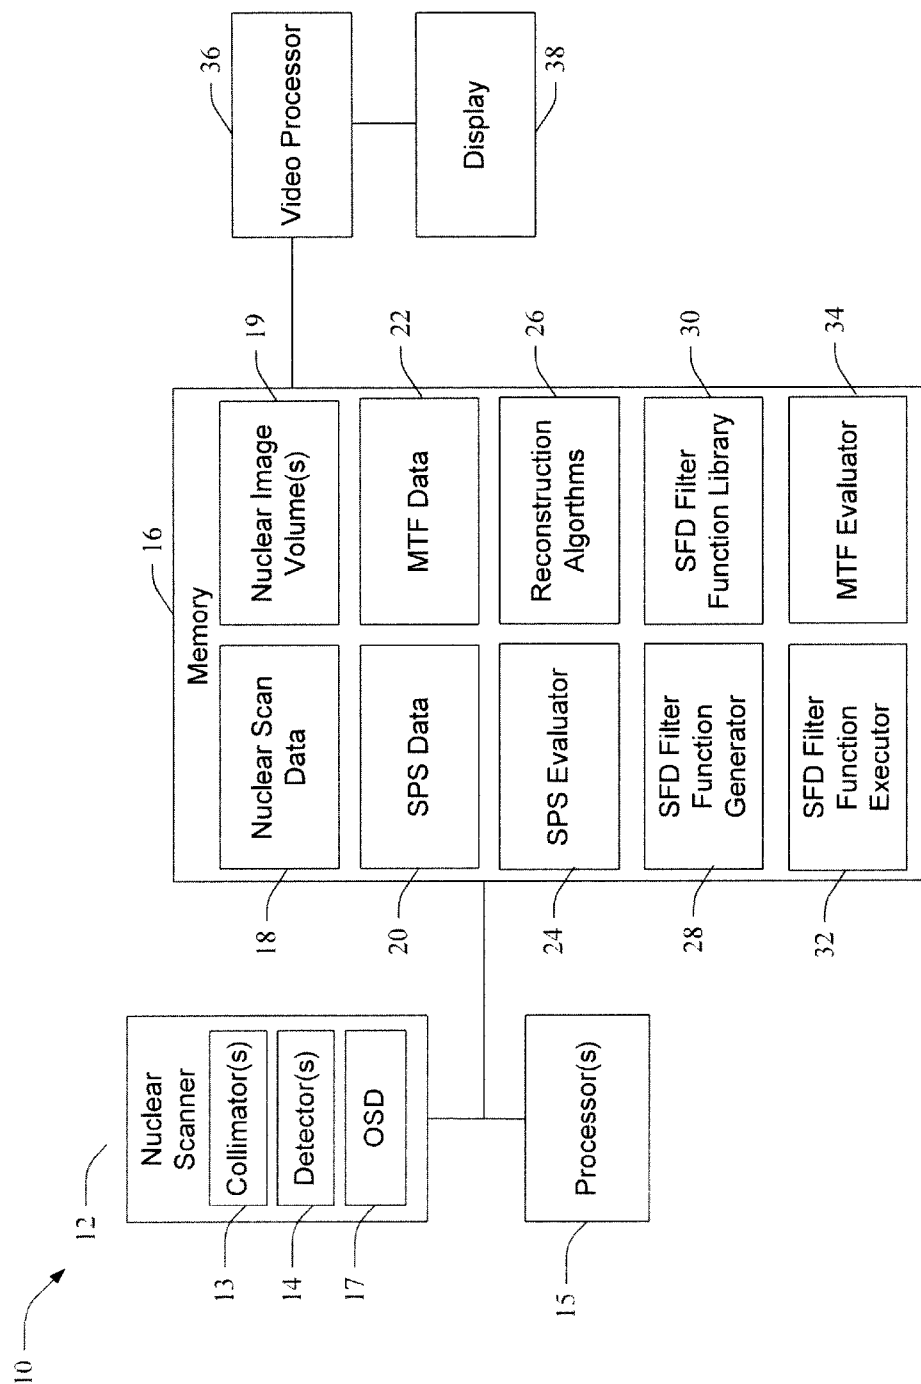 10
12
Nuclear
Scanner
Collimator(s)
13
Detector(s)
14
OSD
17
Processor(s)
15
16
Memory
Nuclear Scan
Data
18
Nuclear Image
Volume(s)
19
SPS Data
20
MTF Data
22
SPS Evaluator
24
Reconstruction
Algorthms
26
SFD Filter
Function
Generator
28
SFD Filter
Function Library
30
SFD Filter
Function
Executor
32
MTF Evaluator
34
36
Video Processor
Display
38